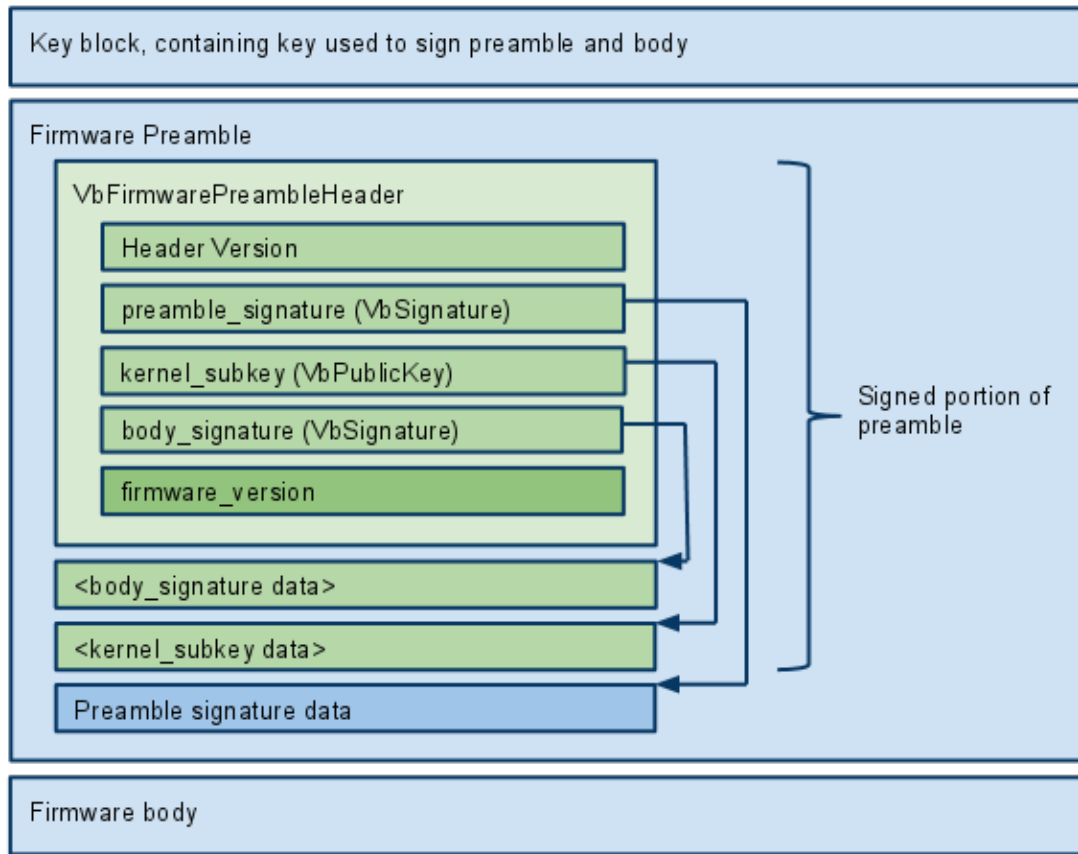 Key block, containing key used to sign preamble and body
Firmware Preamble
VbFirmwarePreambleHeader
Header Version
preamble_signature (VbSignature)
kernel_subkey (VbPublicKey)
body_signature (VbSignature)
firmware_version
<body_signature data>
<kernel_subkey data>
Preamble signature data
Signed portion of
preamble
Firmware body